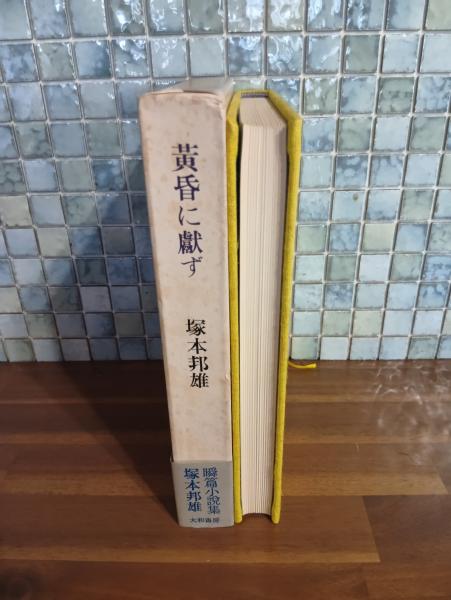 黄昏に獻ず
塚本邦雄
瞬篇小説集
塚本邦雄
大和書房